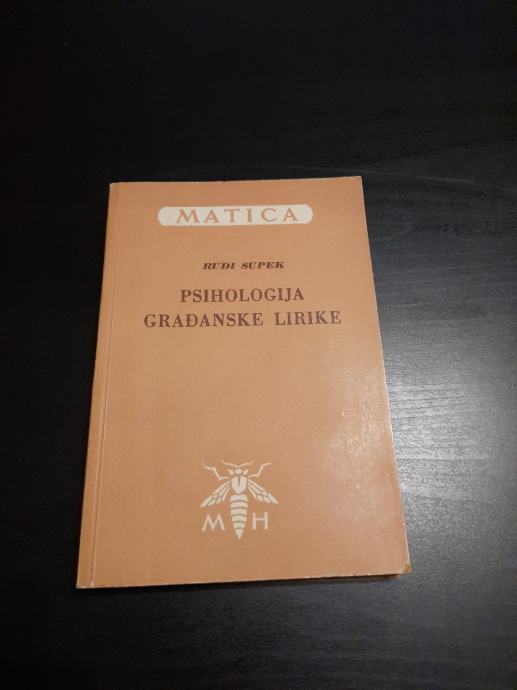 MATICA
RUDI SUPEK
PSIHOLOGIJA
GRAĐANSKE LIRIKE
M H